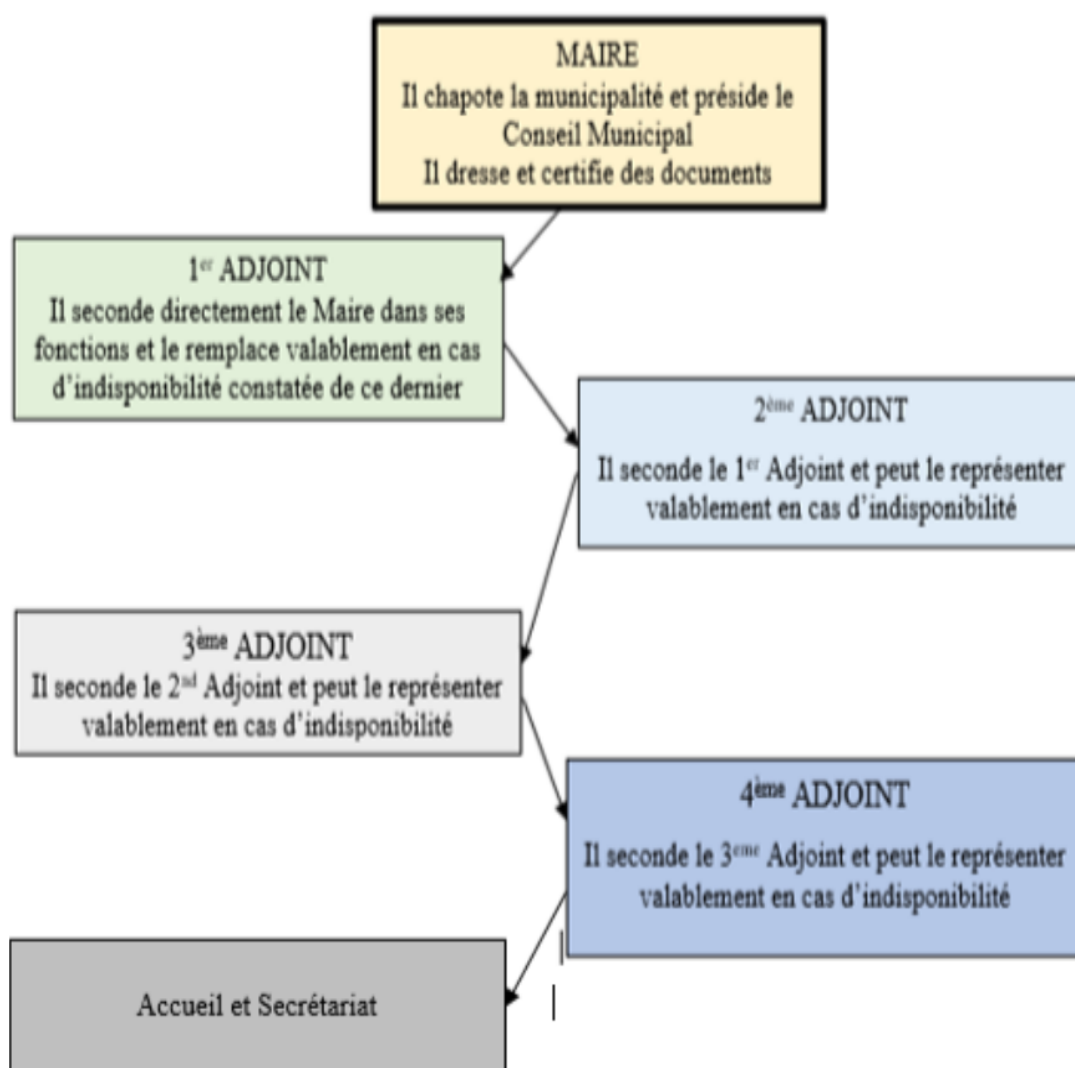 MAIRE
Il chapote la municipalité et préside le
Conseil Municipal
Il dresse et certifie des documents
1er ADJOINT
Il seconde directement le Maire dans ses
fonctions et le remplace valablement en cas
d’indisponibilité constatée de ce dernier
2ème ADJOINT
Il seconde le 1er Adjoint et peut le représenter
valablement en cas d’indisponibilité
3ème ADJOINT
Il seconde le 2nd Adjoint et peut le représenter
valablement en cas d’indisponibilité
4ème ADJOINT
Il seconde le 3eme Adjoint et peut le représenter
valablement en cas d’indisponibilité
Accueil et Secrétariat